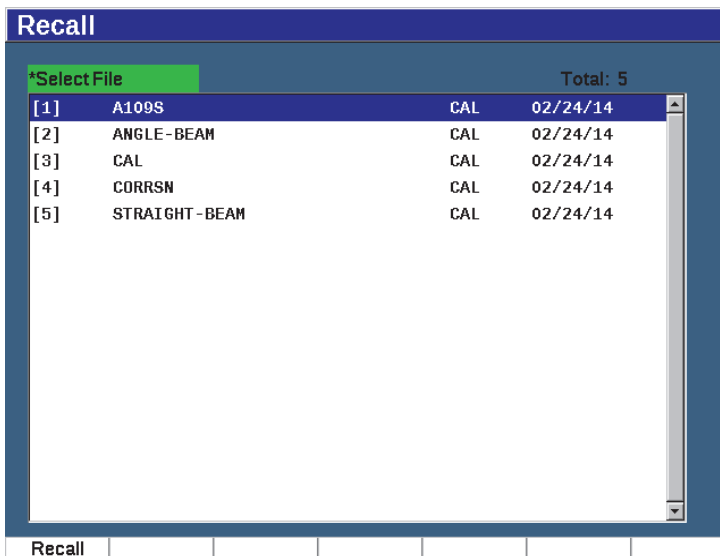 Recall
*Select File Total: 5
[1] A109S CAL 02/24/14
[2] ANGLE-BEAM CAL 02/24/14
[3] CAL CAL 02/24/14
[4] CORRSN CAL 02/24/14
[5] STRAIGHT-BEAM CAL 02/24/14
Recall